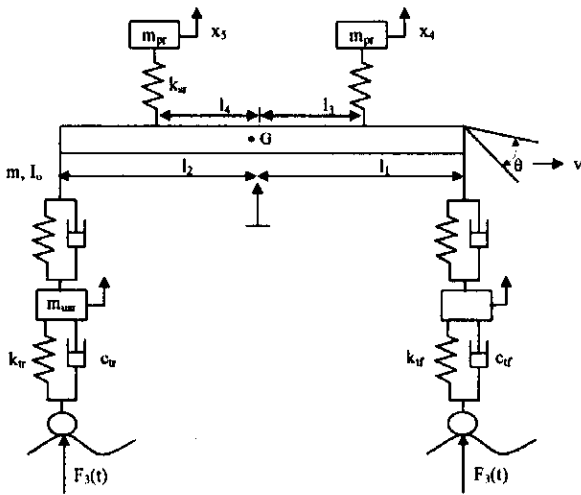 m_pr x_5 m_pr x_4
k_sr
l_4 l_3
G
θ v
m, I_o l_2 l_1
m_usr
k_tr c_tr k_tf c_tf
F_3(t) F_3(t)